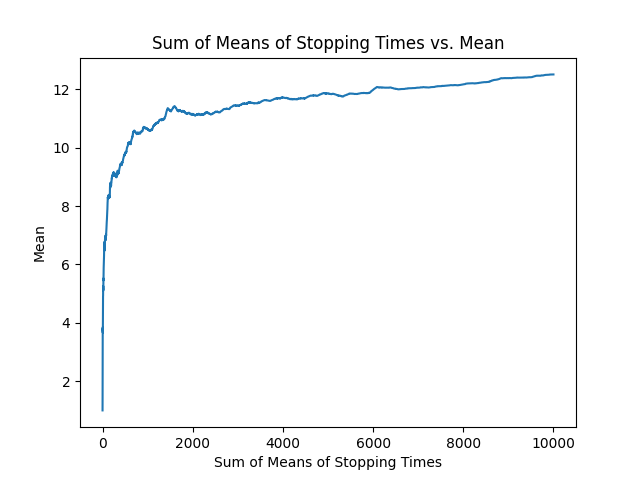 Sum of Means of Stopping Times vs. Mean
12
10
8
6
4
2
Mean
0 2000 4000 6000 8000 10000
Sum of Means of Stopping Times